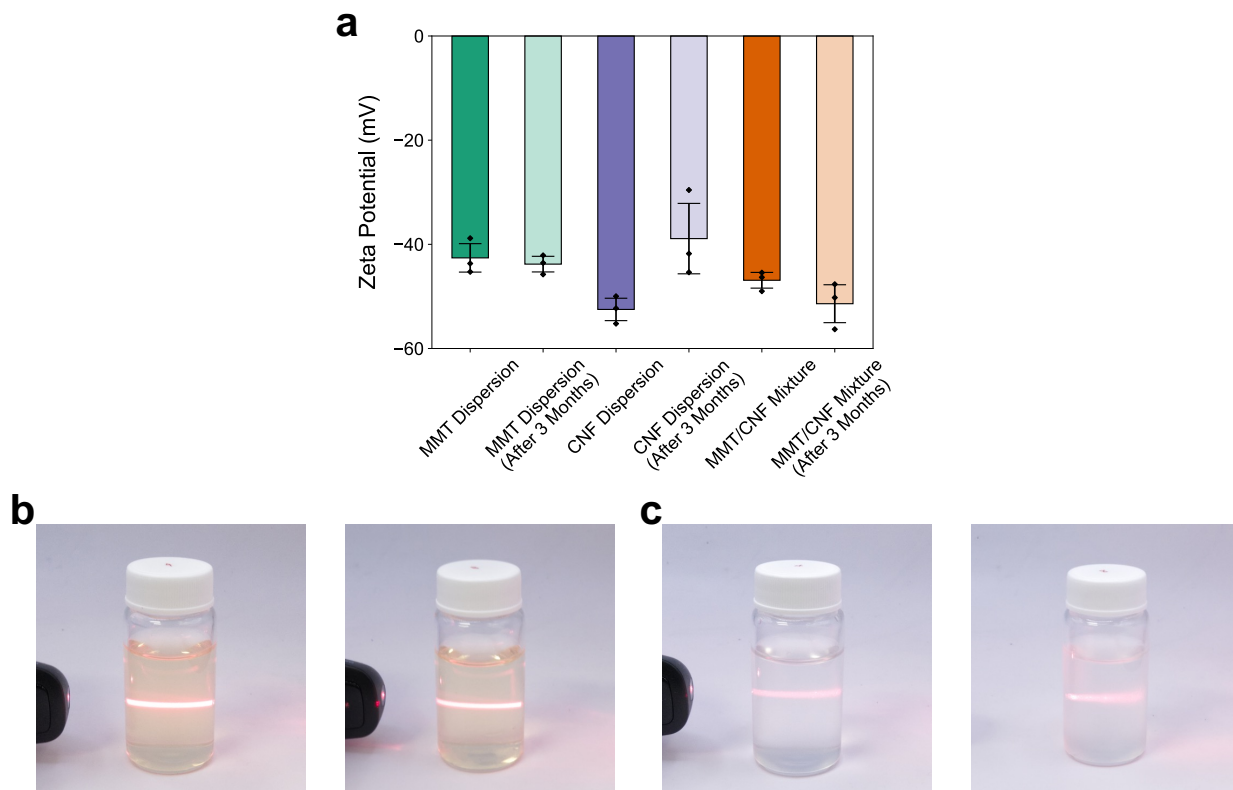 a
0
−20
−40
−60
Zeta Potential (mV)
MMT Dispersion
MMT Dispersion
(After 3 Months)
CNF Dispersion
CNF Dispersion
(After 3 Months)
MMT/CNF Mixture
MMT/CNF Mixture
(After 3 Months)
b
c